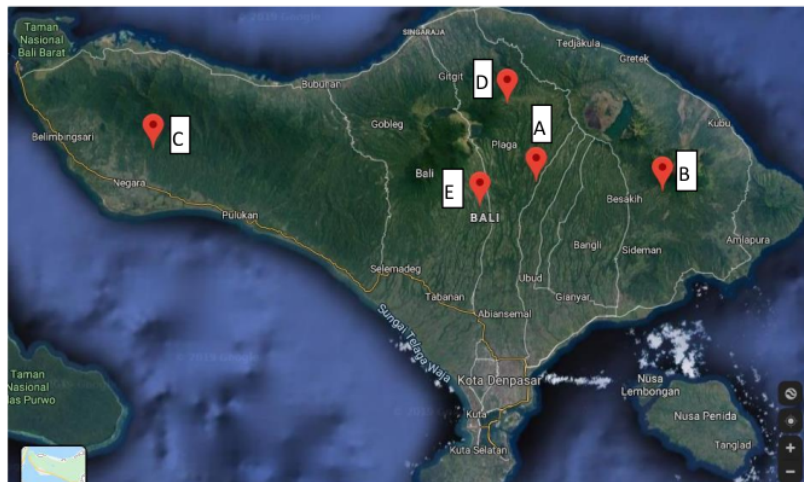 Taman
Nasional
Bali Barat
SINGARAJA
Tedjakula
Gretek
Gitgit
D
Bubunan
Kubu
Gobleg
A
C
Plaga
Belimbingsari
Bali
B
E
Negara
Besakih
BALI
Pulukan
Amlapura
Bangli
Sideman
Selemadeg
Ubud
Tabanan
Gianyar
Abiansemal
Sungai Telaga Waja
Taman
Nasional
as Purwo
Kota Denpasar
Nusa
Lembongan
Nusa Penida
Kuta
Tanglad
Kuta Selatan